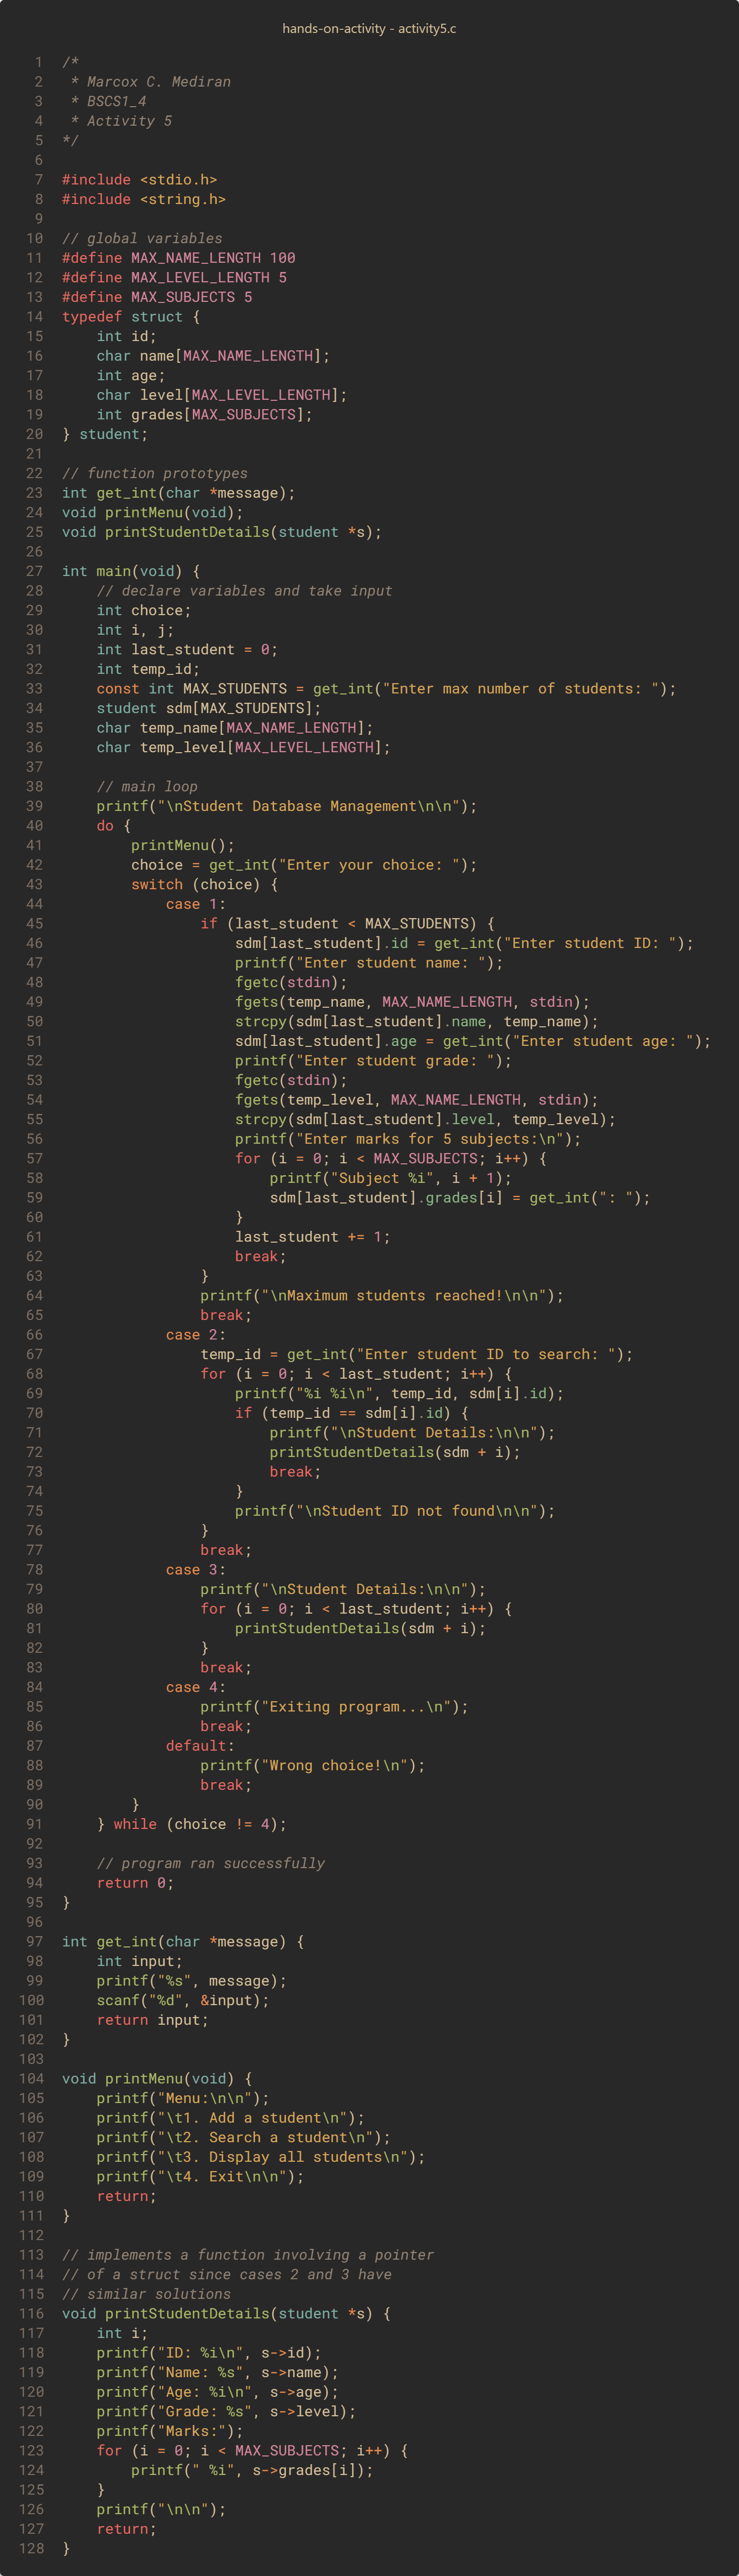 hands-on-activity - activity5.c
1 /*
2  * Marcox C. Mediran
3  * BSCS1_4
4  * Activity 5
5 */
6
7 #include <stdio.h>
8 #include <string.h>
9
10 // global variables
11 #define MAX_NAME_LENGTH 100
12 #define MAX_LEVEL_LENGTH 5
13 #define MAX_SUBJECTS 5
14 typedef struct {
15     int id;
16     char name[MAX_NAME_LENGTH];
17     int age;
18     char level[MAX_LEVEL_LENGTH];
19     int grades[MAX_SUBJECTS];
20 } student;
21
22 // function prototypes
23 int get_int(char *message);
24 void printMenu(void);
25 void printStudentDetails(student *s);
26
27 int main(void) {
28     // declare variables and take input
29     int choice;
30     int i, j;
31     int last_student = 0;
32     int temp_id;
33     const int MAX_STUDENTS = get_int("Enter max number of students: ");
34     student sdm[MAX_STUDENTS];
35     char temp_name[MAX_NAME_LENGTH];
36     char temp_level[MAX_LEVEL_LENGTH];
37
38     // main loop
39     printf("\nStudent Database Management\n\n");
40     do {
41         printMenu();
42         choice = get_int("Enter your choice: ");
43         switch (choice) {
44             case 1:
45                 if (last_student < MAX_STUDENTS) {
46                     sdm[last_student].id = get_int("Enter student ID: ");
47                     printf("Enter student name: ");
48                     fgetc(stdin);
49                     fgets(temp_name, MAX_NAME_LENGTH, stdin);
50                     strcpy(sdm[last_student].name, temp_name);
51                     sdm[last_student].age = get_int("Enter student age: ");
52                     printf("Enter student grade: ");
53                     fgetc(stdin);
54                     fgets(temp_level, MAX_NAME_LENGTH, stdin);
55                     strcpy(sdm[last_student].level, temp_level);
56                     printf("Enter marks for 5 subjects:\n");
57                     for (i = 0; i < MAX_SUBJECTS; i++) {
58                         printf("Subject %i", i + 1);
59                         sdm[last_student].grades[i] = get_int(": ");
60                     }
61                     last_student += 1;
62                     break;
63                 }
64                 printf("\nMaximum students reached!\n\n");
65                 break;
66             case 2:
67                 temp_id = get_int("Enter student ID to search: ");
68                 for (i = 0; i < last_student; i++) {
69                     printf("%i %i\n", temp_id, sdm[i].id);
70                     if (temp_id == sdm[i].id) {
71                         printf("\nStudent Details:\n\n");
72                         printStudentDetails(sdm + i);
73                         break;
74                     }
75                     printf("\nStudent ID not found\n\n");
76                 }
77                 break;
78             case 3:
79                 printf("\nStudent Details:\n\n");
80                 for (i = 0; i < last_student; i++) {
81                     printStudentDetails(sdm + i);
82                 }
83                 break;
84             case 4:
85                 printf("Exiting program...\n");
86                 break;
87             default:
88                 printf("Wrong choice!\n");
89                 break;
90         }
91     } while (choice != 4);
92
93     // program ran successfully
94     return 0;
95 }
96
97 int get_int(char *message) {
98     int input;
99     printf("%s", message);
100     scanf("%d", &input);
101     return input;
102 }
103
104 void printMenu(void) {
105     printf("Menu:\n\n");
106     printf("\t1. Add a student\n");
107     printf("\t2. Search a student\n");
108     printf("\t3. Display all students\n");
109     printf("\t4. Exit\n\n");
110     return;
111 }
112
113 // implements a function involving a pointer
114 // of a struct since cases 2 and 3 have
115 // similar solutions
116 void printStudentDetails(student *s) {
117     int i;
118     printf("ID: %i\n", s->id);
119     printf("Name: %s", s->name);
120     printf("Age: %i\n", s->age);
121     printf("Grade: %s", s->level);
122     printf("Marks:");
123     for (i = 0; i < MAX_SUBJECTS; i++) {
124         printf(" %i", s->grades[i]);
125     }
126     printf("\n\n");
127     return;
128 }